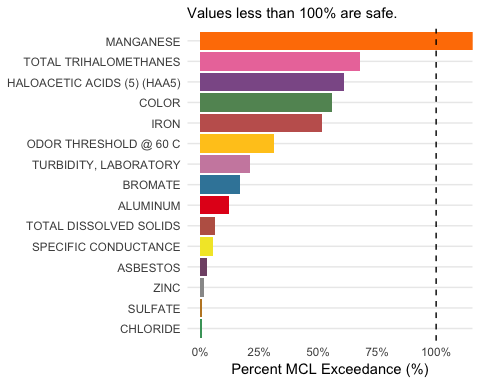 Values less than 100% are safe.
MANGANESE
TOTAL TRIHALOMETHANES
HALOACETIC ACIDS (5) (HAA5)
COLOR
IRON
ODOR THRESHOLD @ 60 C
TURBIDITY, LABORATORY
BROMATE
ALUMINUM
TOTAL DISSOLVED SOLIDS
SPECIFIC CONDUCTANCE
ASBESTOS
ZINC
SULFATE
CHLORIDE
0% 25% 50% 75% 100%
Percent MCL Exceedance (%)